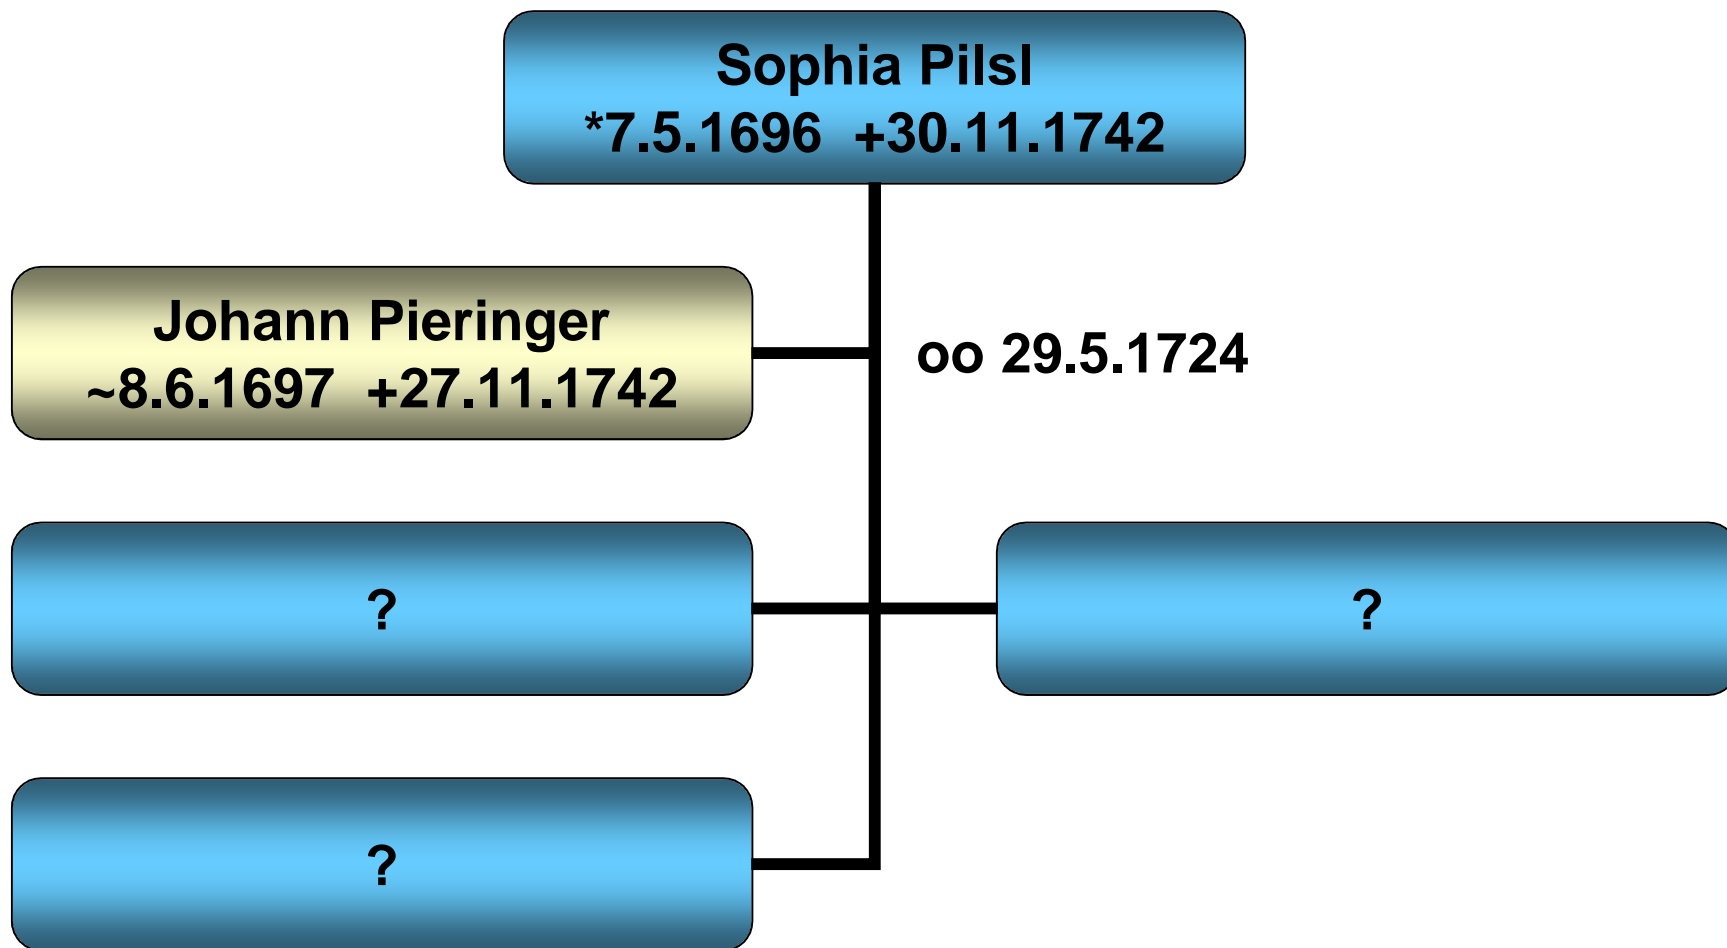 Sophia Pilsl
*7.5.1696 +30.11.1742
Johann Pieringer
~8.6.1697 +27.11.1742
oo 29.5.1724
?
?
?